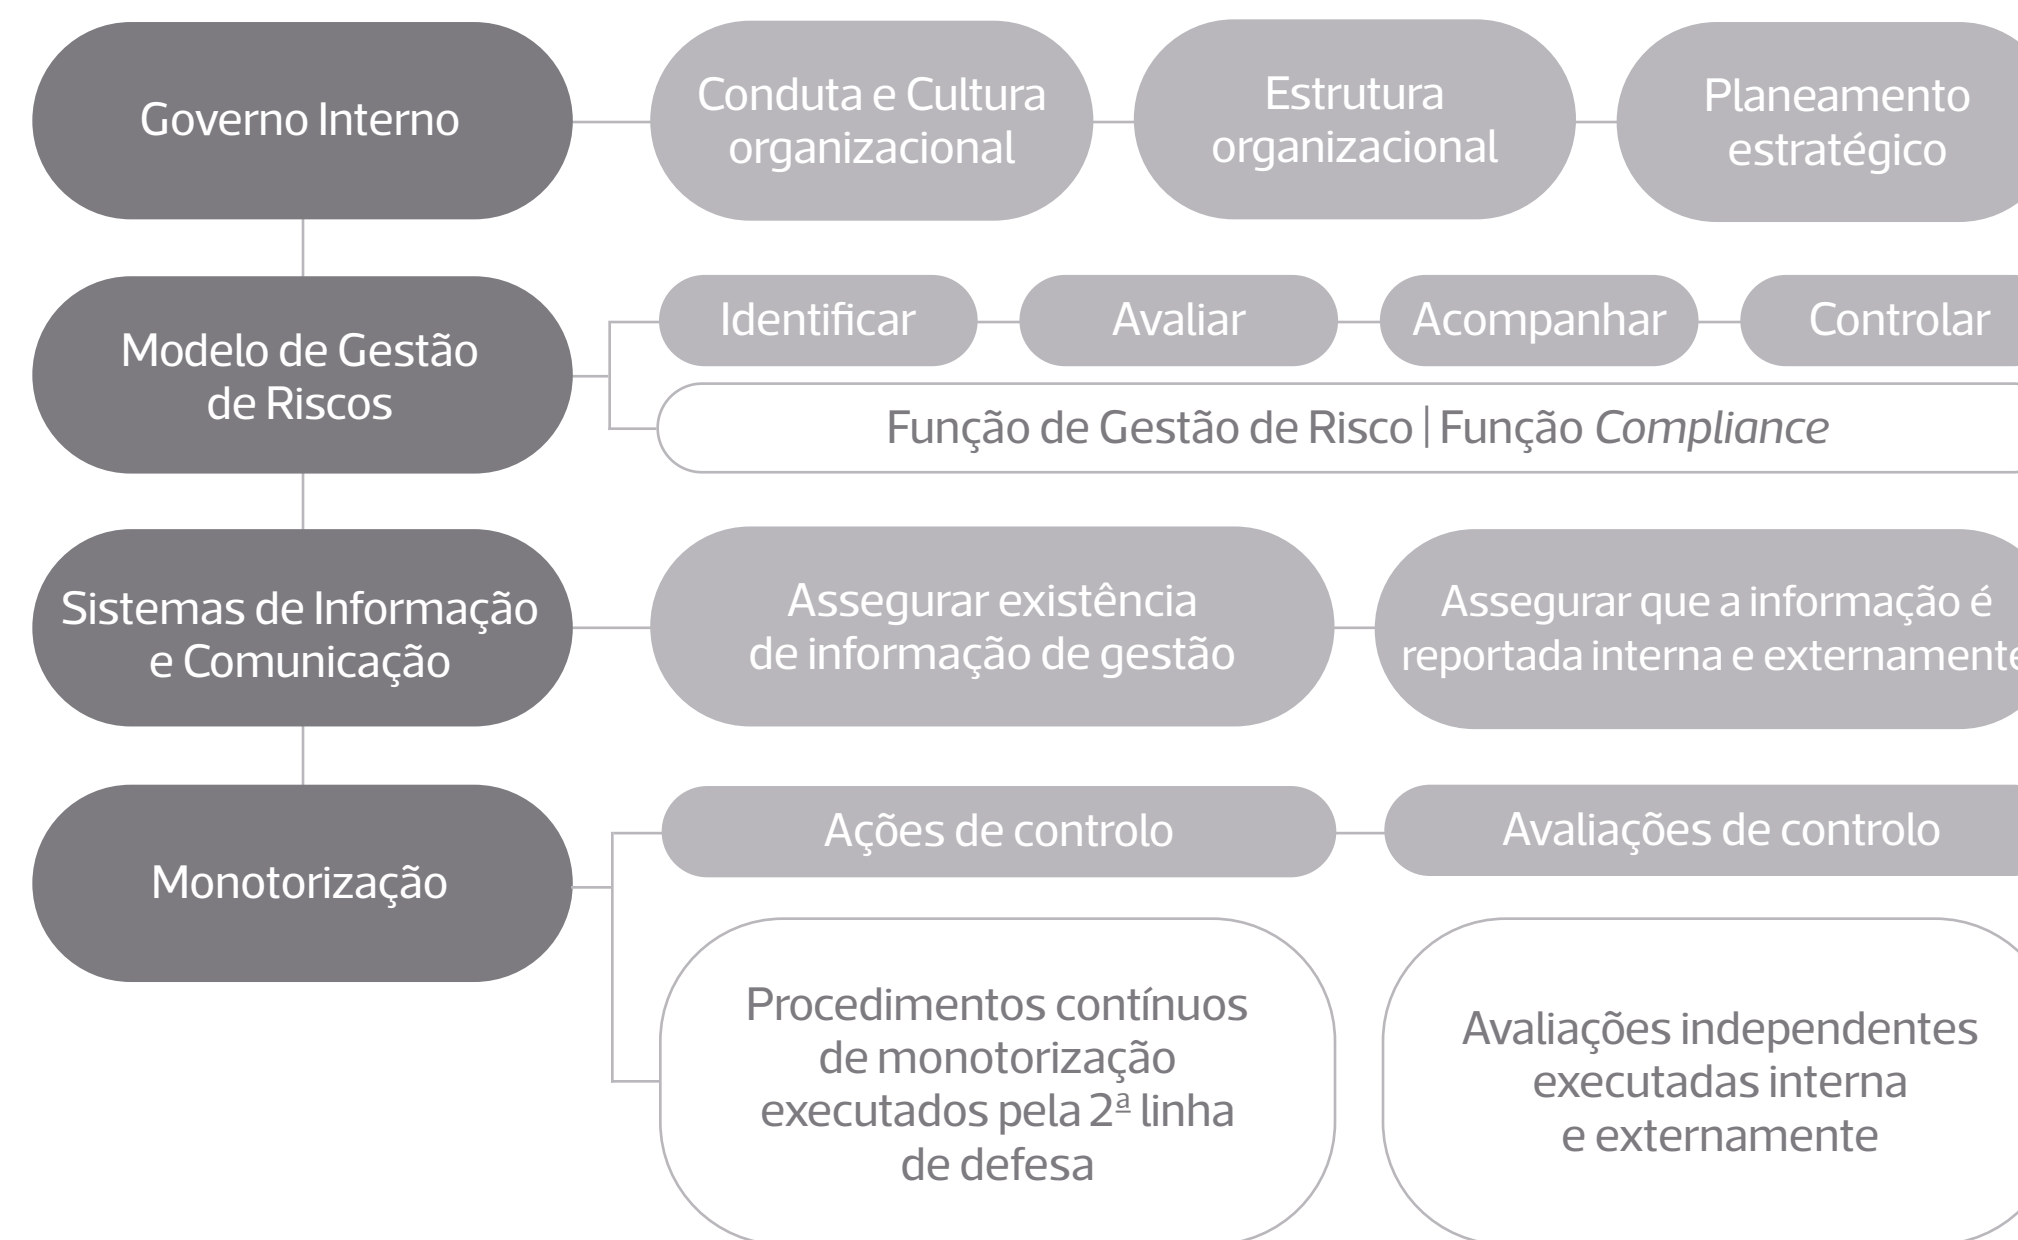 Governo Interno
Conduta e Cultura
organizacional
Estrutura
organizacional
Planeamento
estratégico
Modelo de Gestão
de Riscos
Identificar
Avaliar
Acompanhar
Controlar
Função de Gestão de Risco | Função Compliance
Sistemas de Informação
e Comunicação
Assegurar existência
de informação de gestão
Assegurar que a informação é
reportada interna e externamente
Monotorização
Ações de controlo
Avaliações de controlo
Procedimentos contínuos
de monotorização
executados pela 2ª linha
de defesa
Avaliações independentes
executadas interna
e externamente